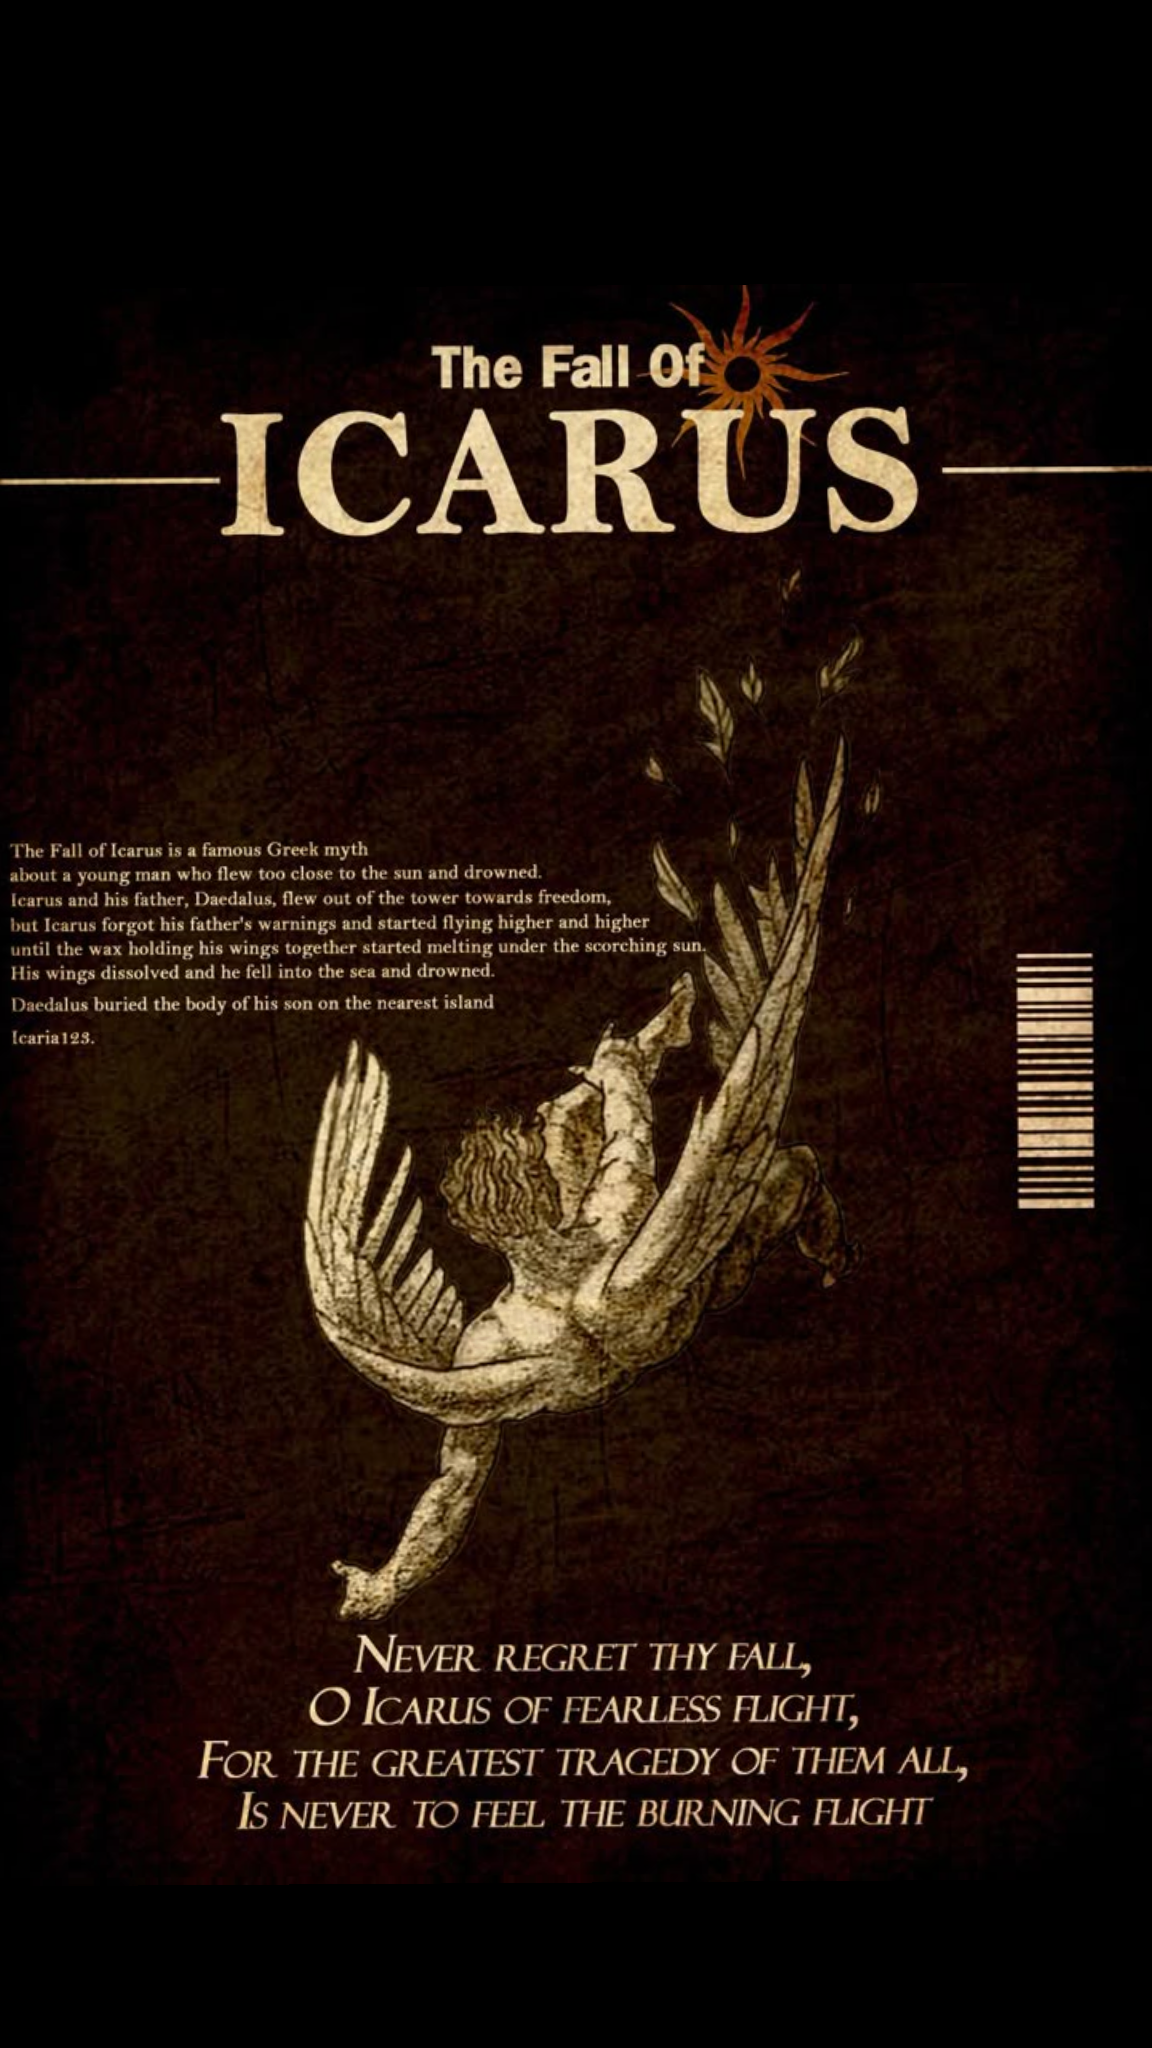 The Fall Of
ICARUS
The Fall of Icarus is a famous Greek myth
about a young man who flew too close to the sun and drowned.
Icarus and his father, Daedalus, flew out of the tower towards freedom,
but Icarus forgot his father's warnings and started flying higher and higher
until the wax holding his wings together started melting under the scorching sun.
His wings dissolved and he fell into the sea and drowned.
Daedalus buried the body of his son on the nearest island
Icaria123.
NEVER REGRET THY FALL,
O ICARUS OF FEARLESS FLIGHT,
FOR THE GREATEST TRAGEDY OF THEM ALL,
IS NEVER TO FEEL THE BURNING FLIGHT